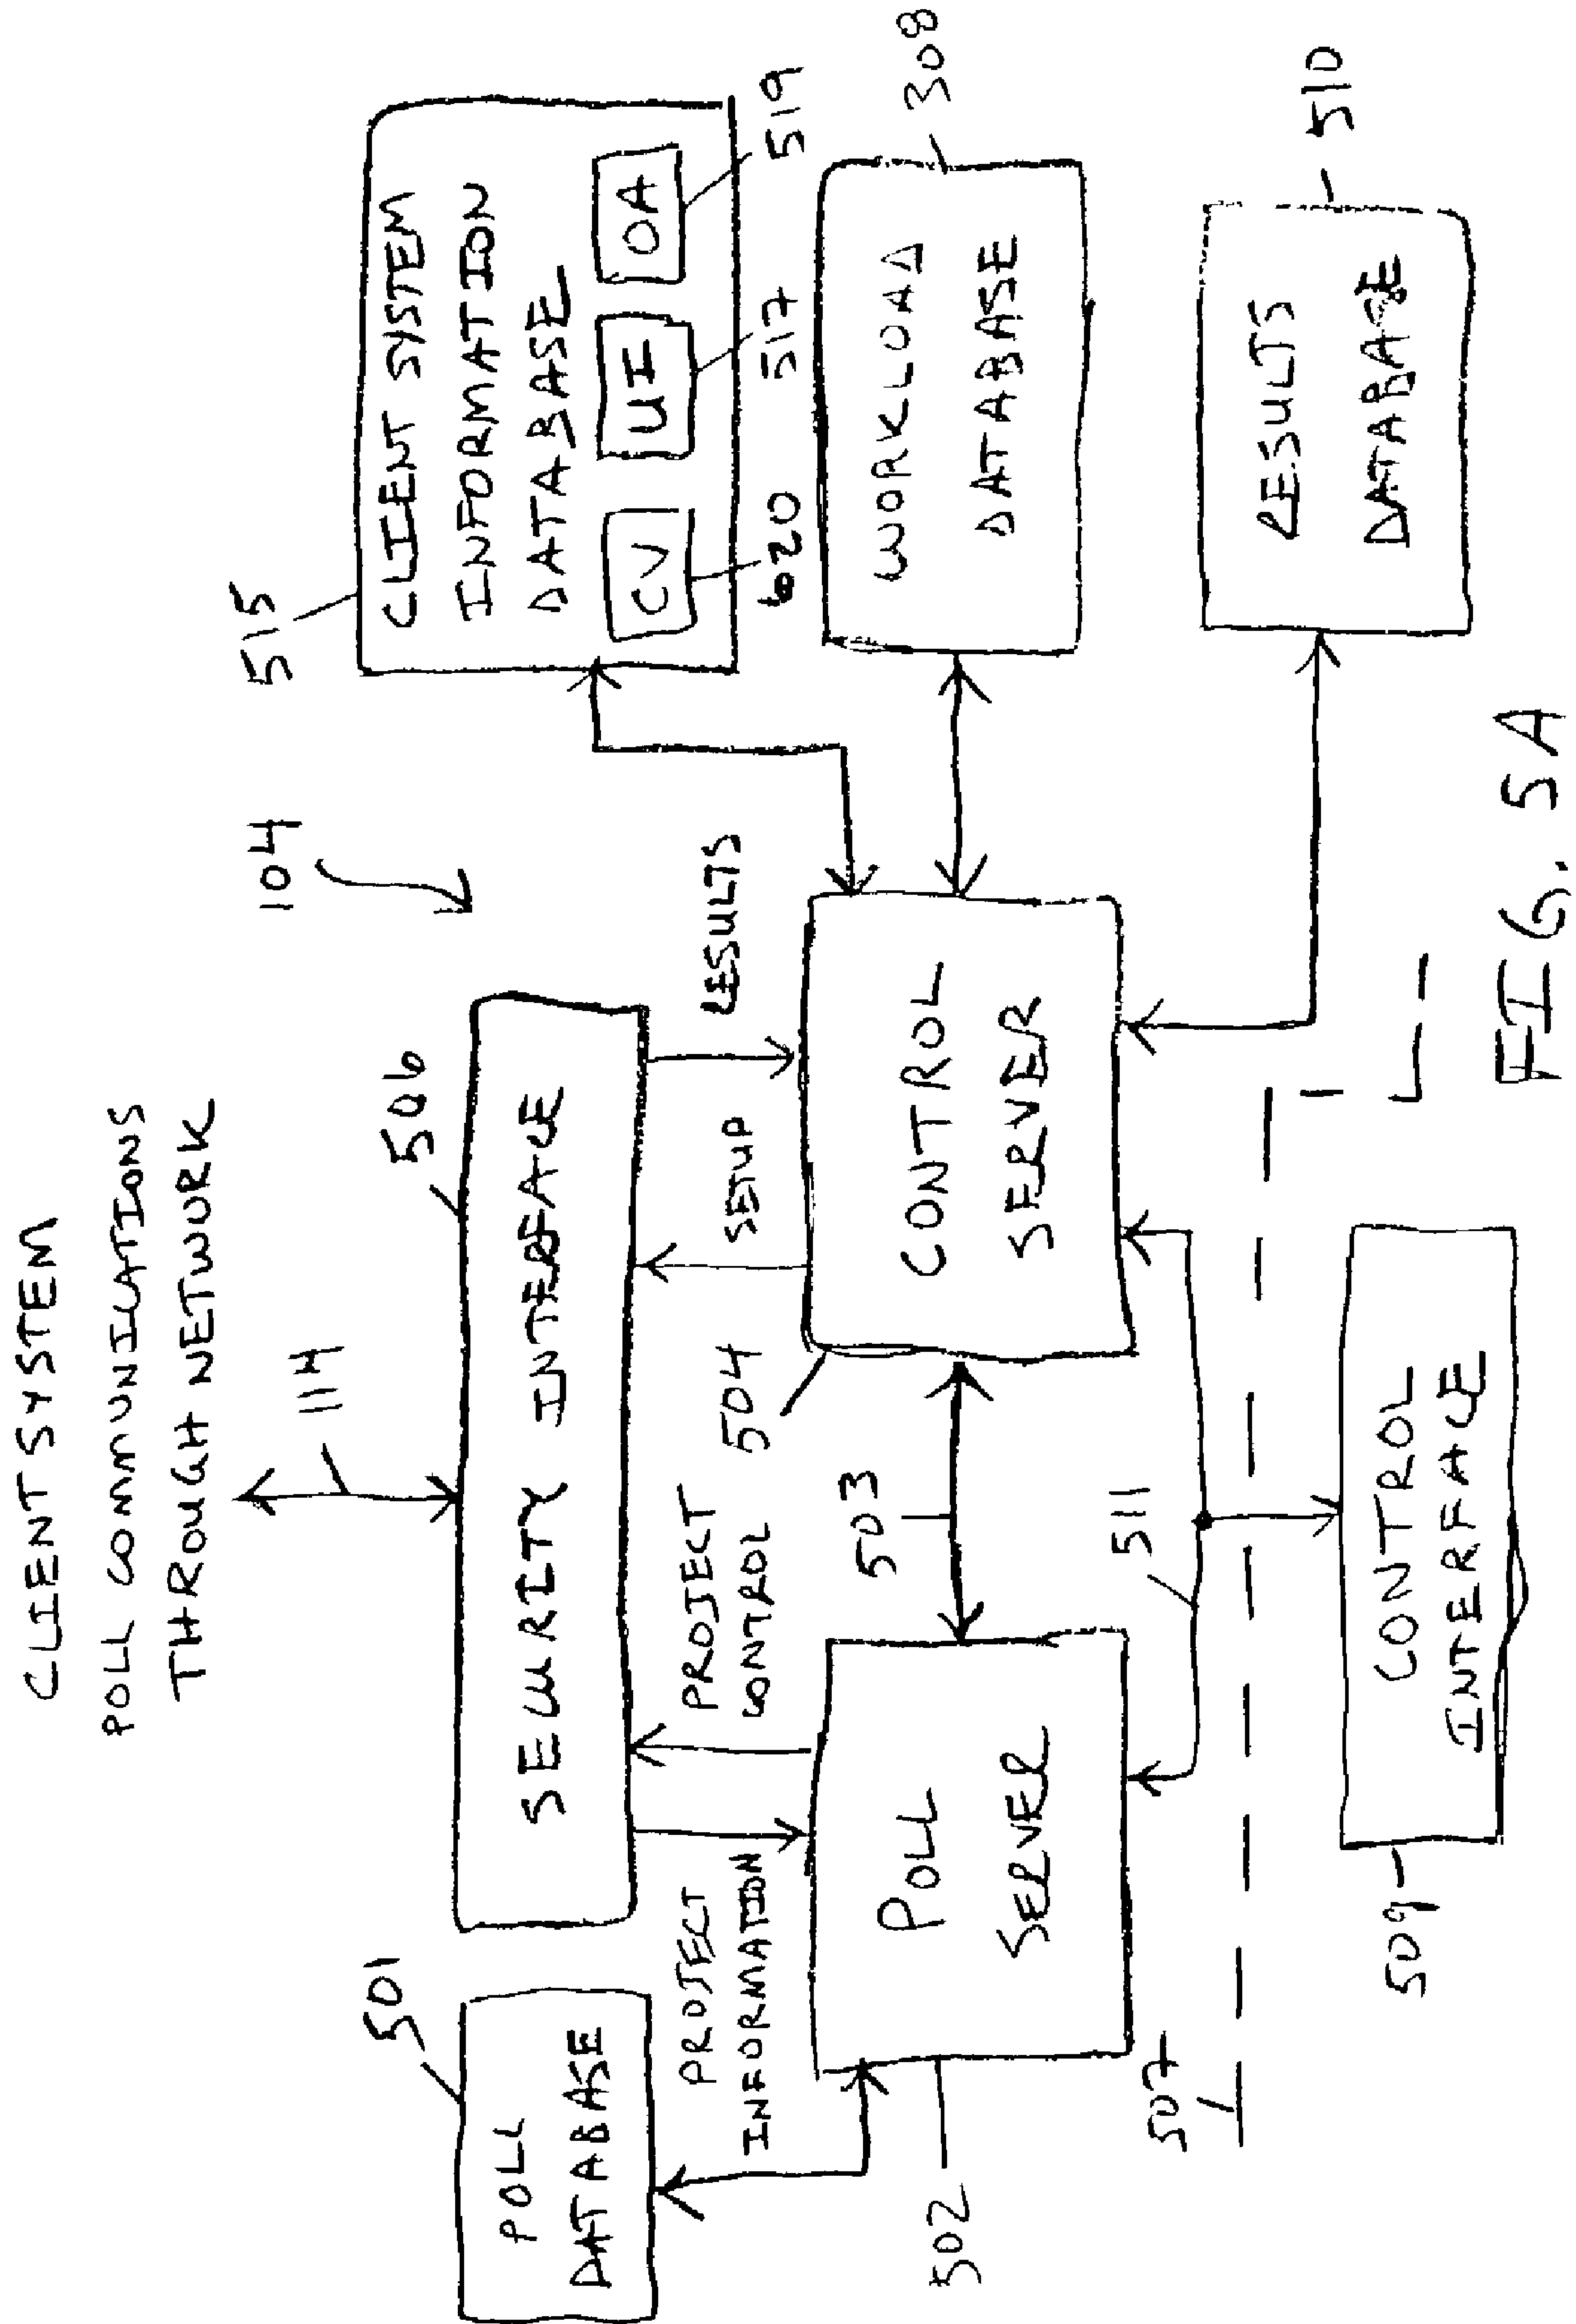 CLIENT SYSTEM
POLL COMMUNICATIONS
THROUGH NETWORK
114
104
501
506
515
POLL
DATABASE
SECURITY INTERFACE
CLIENT SYSTEM
INFORMATION
DATABASE
CV
UI
OA
620
517
519
PROJECT
INFORMATION
PROJECT
CONTROL
SETUP
RESULTS
502
503
504
POLL
SERVER
CONTROL
SERVER
WORKLOAD
DATABASE
308
507
511
RESULTS
DATABASE
510
509
CONTROL
INTERFACE
FIG. 5A